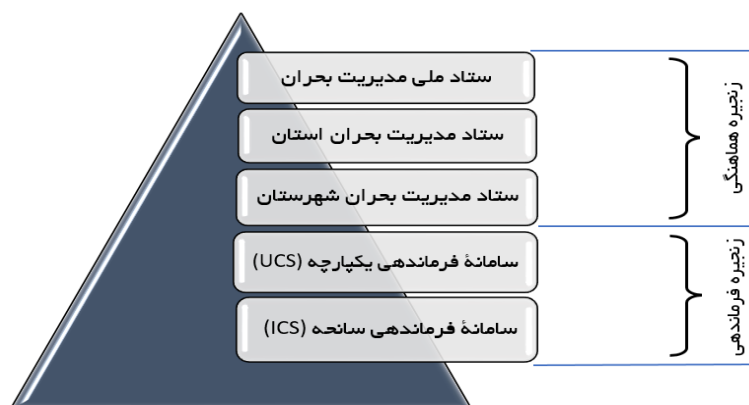 ستاد ملی مدیریت بحران
ستاد مدیریت بحران استان
ستاد مدیریت بحران شهرستان
سامانهٔ فرماندهی یکپارچه (UCS)
سامانهٔ فرماندهی سانحه (ICS)
زنجیره هماهنگی
زنجیره فرماندهی